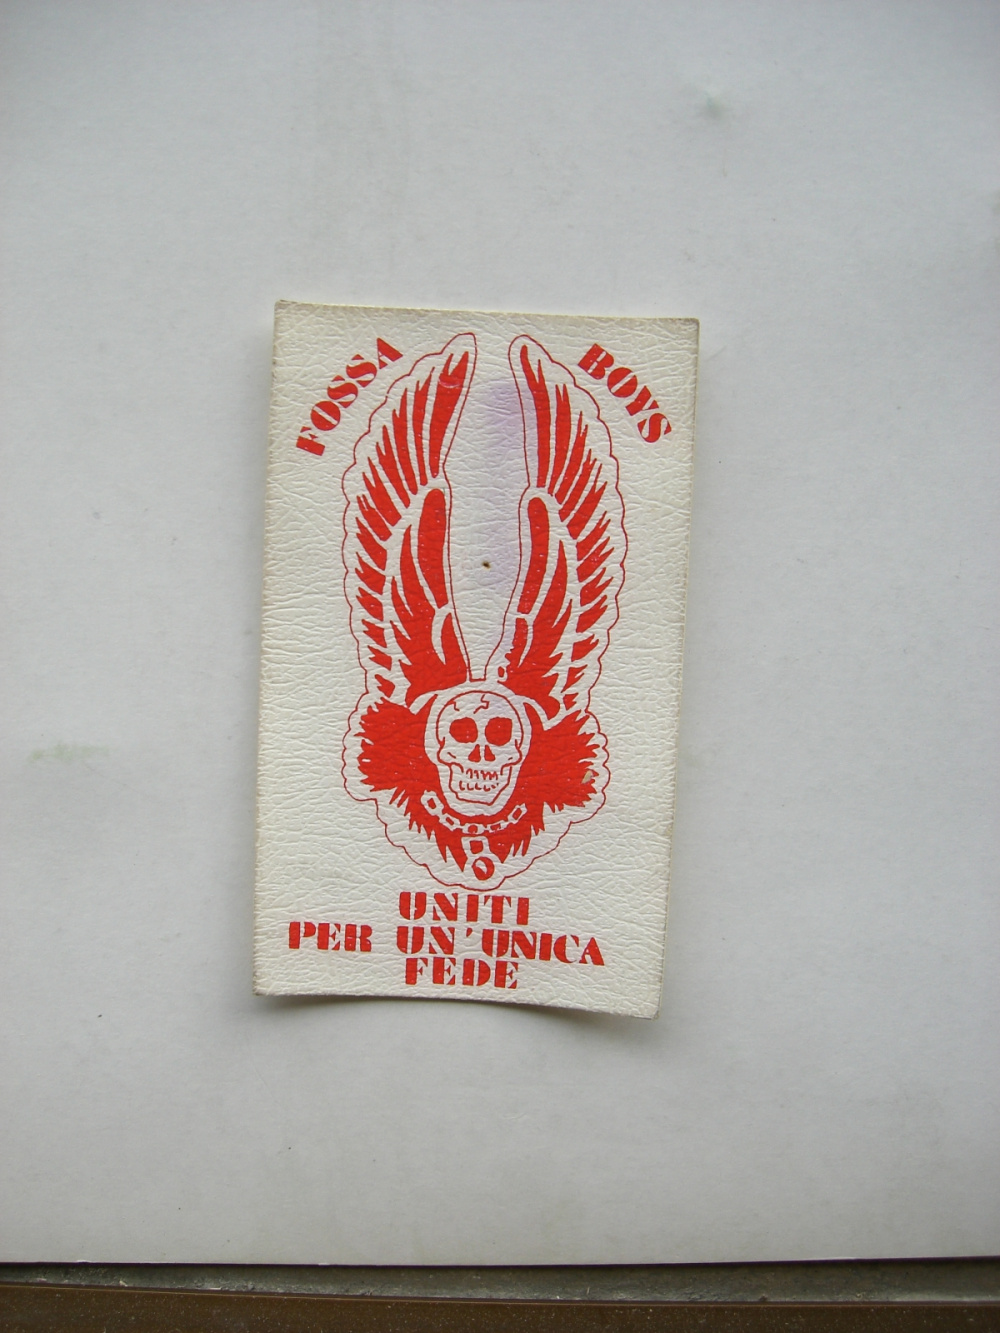 FOSSA BOYS
UNITI
PER UN'UNICA
FEDE